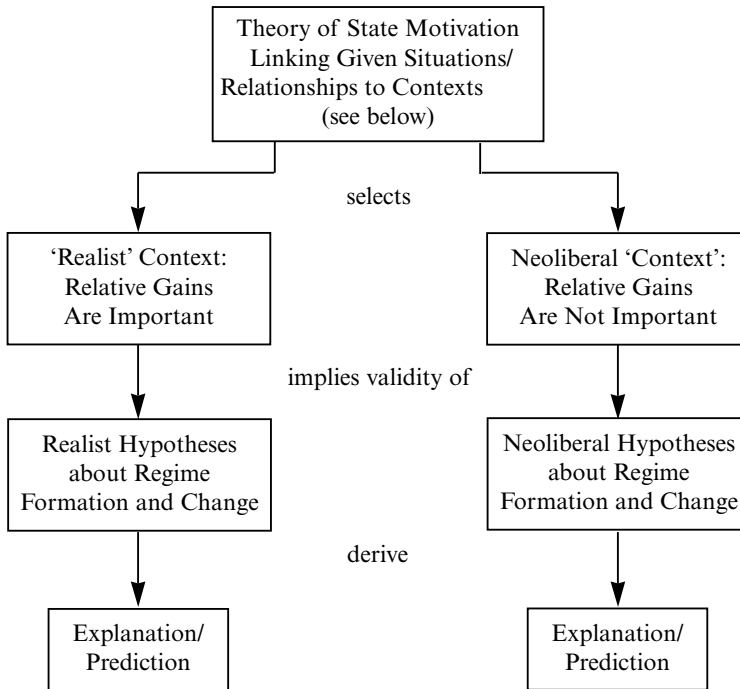 Theory of State Motivation
Linking Given Situations/
Relationships to Contexts
(see below)
selects
‘Realist’ Context:
Relative Gains
Are Important
Neoliberal ‘Context’:
Relative Gains
Are Not Important
implies validity of
Realist Hypotheses
about Regime
Formation and Change
Neoliberal Hypotheses
about Regime
Formation and Change
derive
Explanation/
Prediction
Explanation/
Prediction